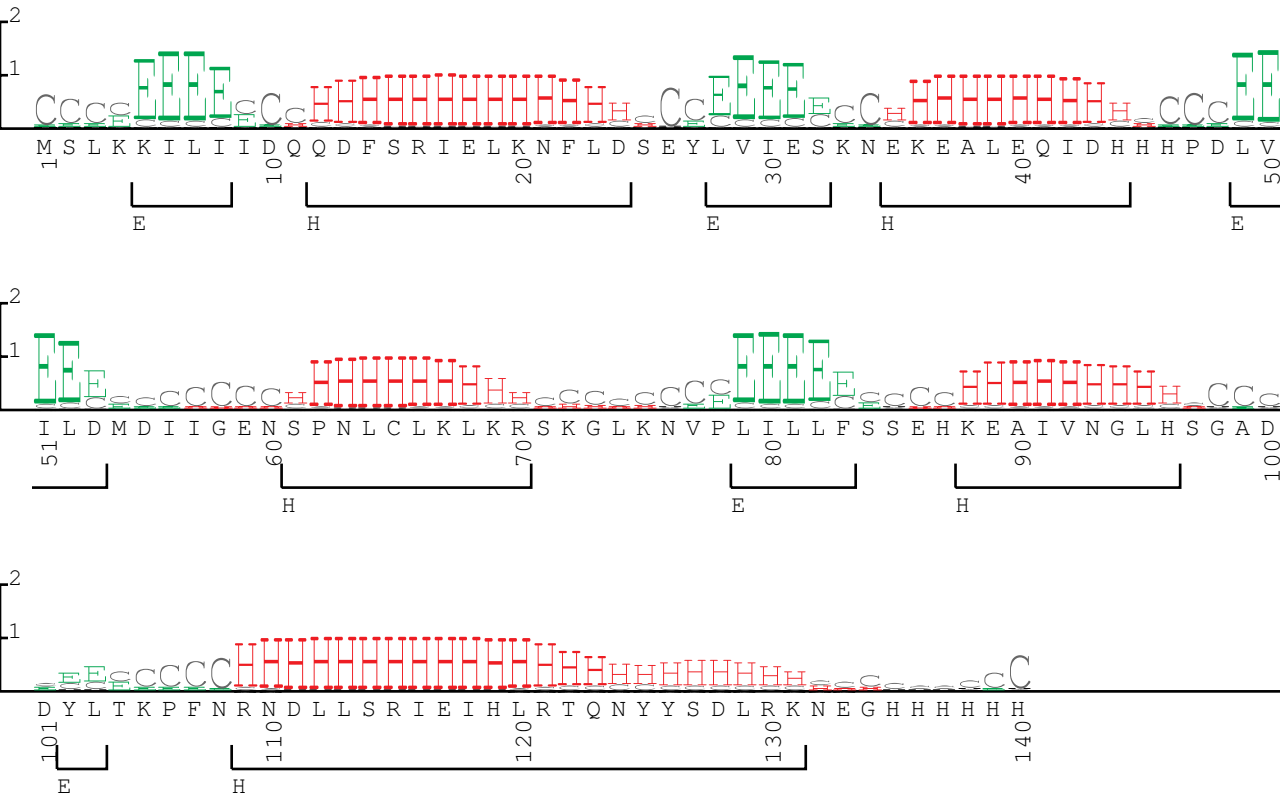 2
1
C C C C E E E E C C C H H H H H H H H H H H H H C C C E E E E E C C H H H H H H H H H H H C C C E E
M S L K K I L I I D Q Q D F S R I E L K N F L D S E Y L V I E S K N E K E A L E Q I D H H H P D L V
1 10 20 30 40 50
E H E H E
2
1
E E E C C C C C C C H H H H H H H H H H C C C C C C C C E E E E E C C C C H H H H H H H H H H C C C
I L D M D I I G E N S P N L C L K L K R S K G L K N V P L I L L F S S E H K E A I V N G L H S G A D
51 60 70 80 90 100
H E H
2
1
C E E C C C C C H H H H H H H H H H H H H H H H H H H H H H H C C C C C C C C C
D Y L T K P F N R N D L L S R I E I H L R T Q N Y Y S D L R K N E G H H H H H H
101 110 120 130 140
E H